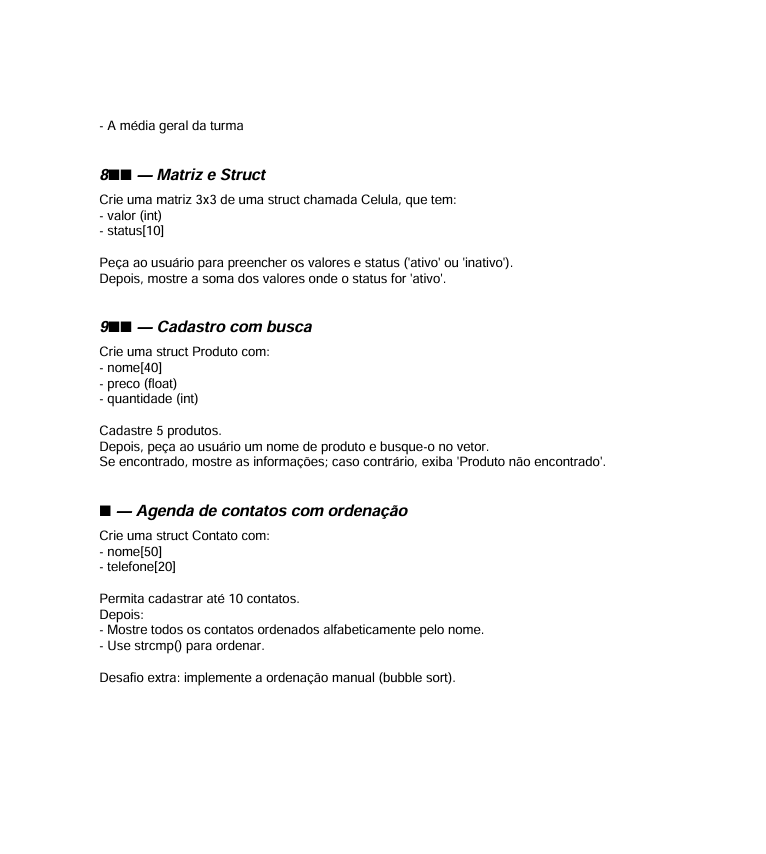 - A média geral da turma
8■■ — Matriz e Struct
Crie uma matriz 3x3 de uma struct chamada Celula, que tem:
- valor (int)
- status[10]
Peça ao usuário para preencher os valores e status ('ativo' ou 'inativo').
Depois, mostre a soma dos valores onde o status for 'ativo'.
9■■ — Cadastro com busca
Crie uma struct Produto com:
- nome[40]
- preco (float)
- quantidade (int)
Cadastre 5 produtos.
Depois, peça ao usuário um nome de produto e busque-o no vetor.
Se encontrado, mostre as informações; caso contrário, exiba 'Produto não encontrado'.
■ — Agenda de contatos com ordenação
Crie uma struct Contato com:
- nome[50]
- telefone[20]
Permita cadastrar até 10 contatos.
Depois:
- Mostre todos os contatos ordenados alfabeticamente pelo nome.
- Use strcmp() para ordenar.
Desafio extra: implemente a ordenação manual (bubble sort).